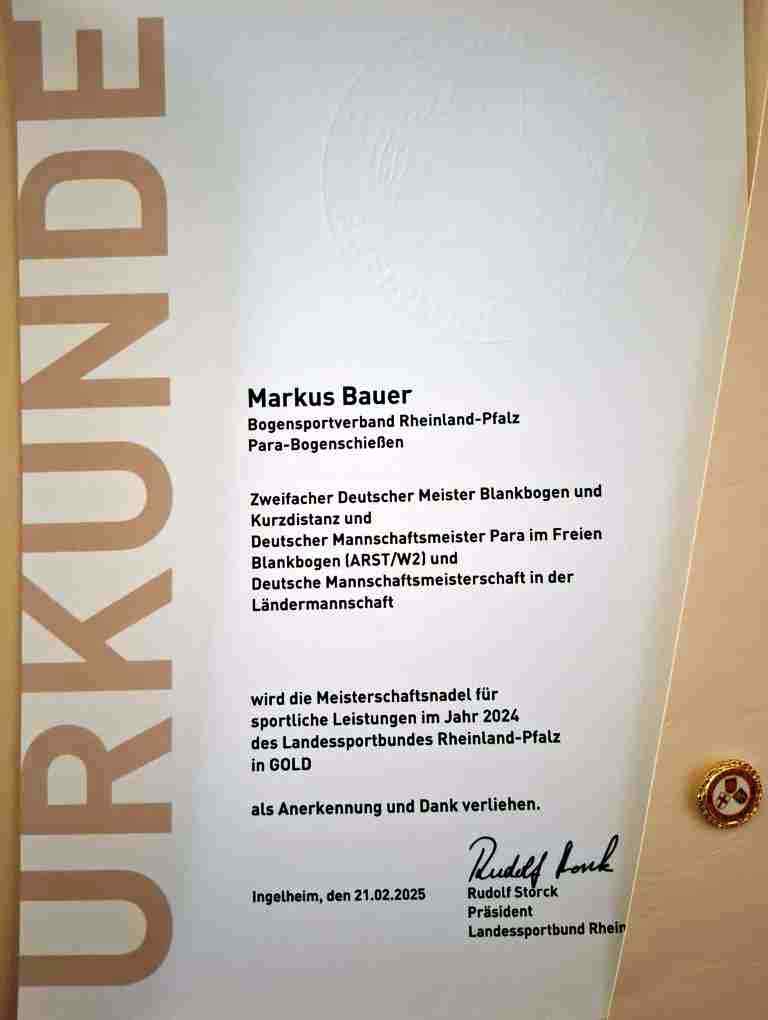 URKUNDE
Markus Bauer
Bogensportverband Rheinland-Pfalz
Para-Bogenschießen
Zweifacher Deutscher Meister Blankbogen und
Kurzdistanz und
Deutscher Mannschaftsmeister Para im Freien
Blankbogen (ARST/W2) und
Deutsche Mannschaftsmeisterschaft in der
Ländermannschaft
wird die Meisterschaftsnadel für
sportliche Leistungen im Jahr 2024
des Landessportbundes Rheinland-Pfalz
in GOLD
als Anerkennung und Dank verliehen.
Rudolf Storck
Ingelheim, den 21.02.2025
Rudolf Storck
Präsident
Landessportbund Rhein